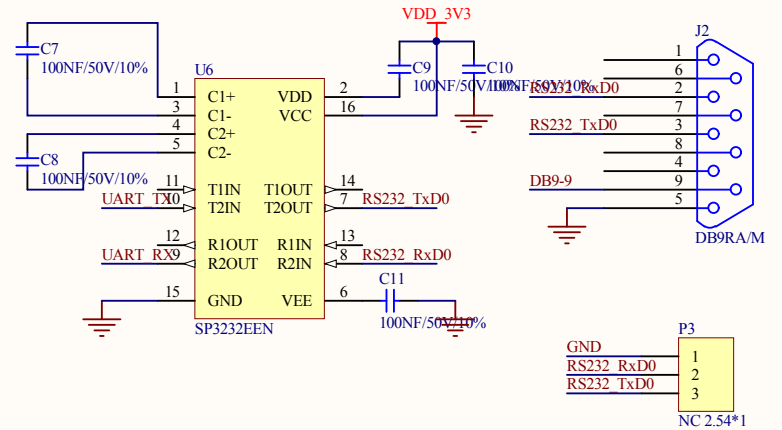 VDD_3V3
J2
C7
100NF/50V/10%
U6
C9
100NF/50V/10%
C10
100NF/50V/10%
1 C1+ VDD 2
3 C1- VCC 16
4 C2+
5 C2-
C8
100NF/50V/10%
11 T1IN T1OUT 14
UART_TX 10 T2IN T2OUT 7 RS232_TxD0
12 R1OUT R1IN 13
UART_RX 9 R2OUT R2IN 8 RS232_RxD0
15 GND VEE 6
C11
100NF/50V/10%
SP3232EEN
1
6
RS232_RxD0 2
7
RS232_TxD0 3
8
4
DB9-9 9
5
DB9RA/M
P3
GND 1
RS232_RxD0 2
RS232_TxD0 3
NC 2.54*1